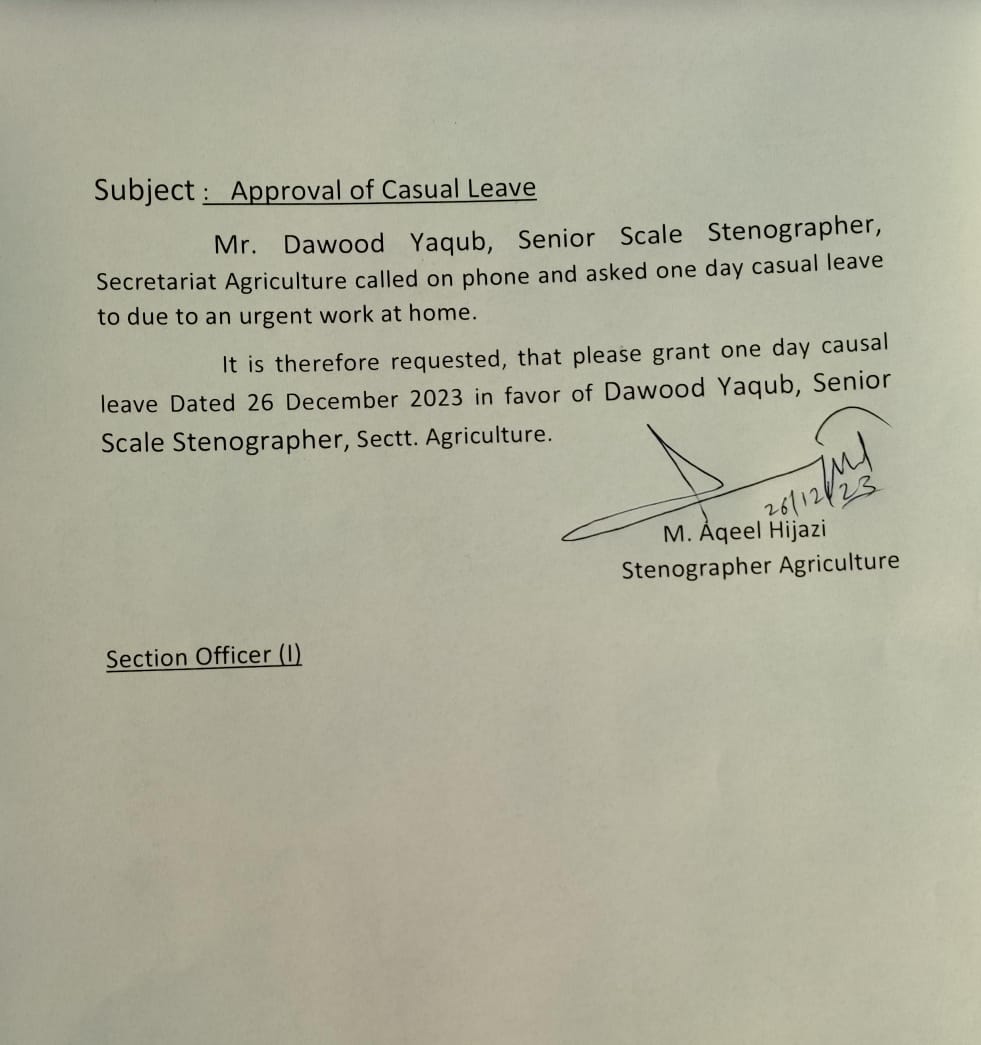 Subject : Approval of Casual Leave
Mr. Dawood Yaqub, Senior Scale Stenographer,
Secretariat Agriculture called on phone and asked one day casual leave
to due to an urgent work at home.
It is therefore requested, that please grant one day causal
leave Dated 26 December 2023 in favor of Dawood Yaqub, Senior
Scale Stenographer, Sectt. Agriculture.
26/12/23
M. Aqeel Hijazi
Stenographer Agriculture
Section Officer (I)